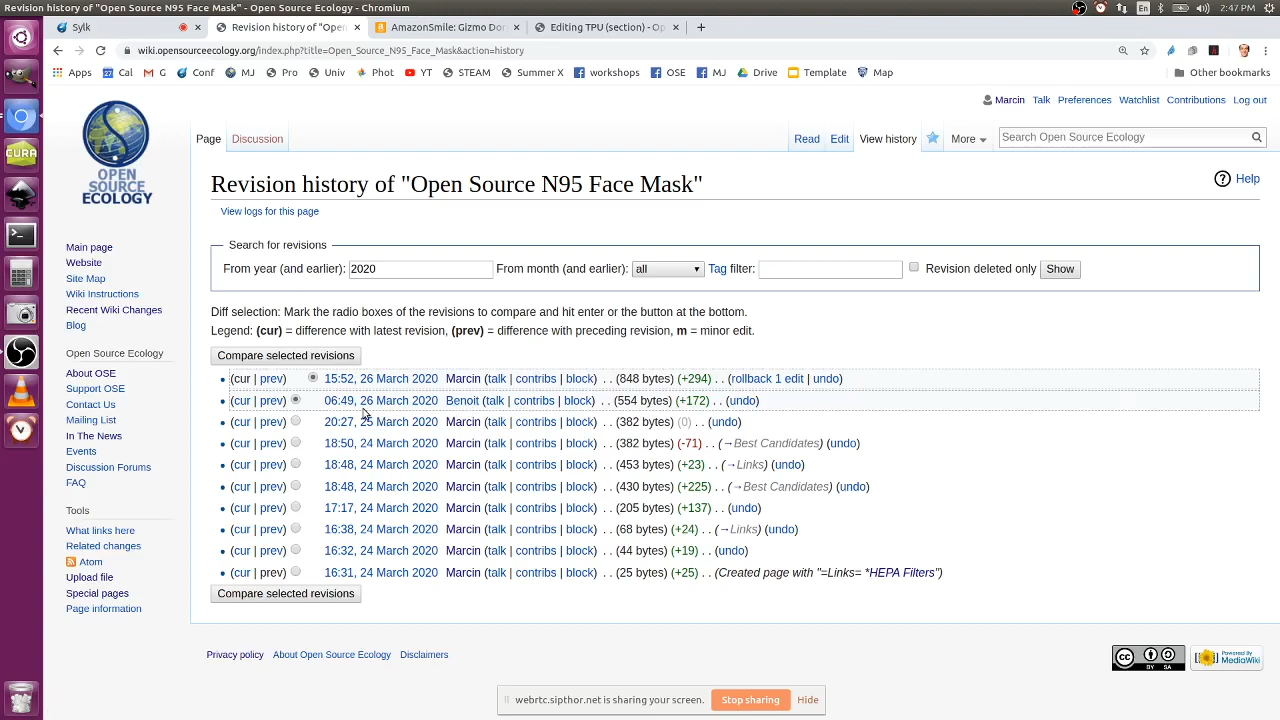 Revision history of "Open Source N95 Face Mask" - Open Source Ecology - Chromium
En
2:47 PM
Sylk
Revision history of "Open
AmazonSmile: Gizmo Dor
Editing TPU (section) - Op
wiki.opensourceecology.org/index.php?title=Open_Source_N95_Face_Mask&action=history
Apps
27 Cal
M G
Conf
MJ
Pro
Univ
Phot
YT
STEAM
Summer X
workshops
OSE
MJ
Drive
Template
Map
Other bookmarks
Marcin Talk Preferences Watchlist Contributions Log out
Page Discussion
Read Edit View history More
Search Open Source Ecology
OPEN
SOURCE
ECOLOGY
CURA
Revision history of "Open Source N95 Face Mask"
Help
View logs for this page
Search for revisions
From year (and earlier): 2020 From month (and earlier): all Tag filter: Revision deleted only Show
Diff selection: Mark the radio boxes of the revisions to compare and hit enter or the button at the bottom.
Legend: (cur) = difference with latest revision, (prev) = difference with preceding revision, m = minor edit.
Compare selected revisions
(cur | prev) 15:52, 26 March 2020 Marcin (talk | contribs | block) . . (848 bytes) (+294) . . (rollback 1 edit | undo)
(cur | prev) 06:49, 26 March 2020 Benoit (talk | contribs | block) . . (554 bytes) (+172) . . (undo)
(cur | prev) 20:27, 25 March 2020 Marcin (talk | contribs | block) . . (382 bytes) (0) . . (undo)
(cur | prev) 18:50, 24 March 2020 Marcin (talk | contribs | block) . . (382 bytes) (-71) . . (→Best Candidates) (undo)
(cur | prev) 18:48, 24 March 2020 Marcin (talk | contribs | block) . . (453 bytes) (+23) . . (→Links) (undo)
(cur | prev) 18:48, 24 March 2020 Marcin (talk | contribs | block) . . (430 bytes) (+225) . . (→Best Candidates) (undo)
(cur | prev) 17:17, 24 March 2020 Marcin (talk | contribs | block) . . (205 bytes) (+137) . . (undo)
(cur | prev) 16:38, 24 March 2020 Marcin (talk | contribs | block) . . (68 bytes) (+24) . . (→Links) (undo)
(cur | prev) 16:32, 24 March 2020 Marcin (talk | contribs | block) . . (44 bytes) (+19) . . (undo)
(cur | prev) 16:31, 24 March 2020 Marcin (talk | contribs | block) . . (25 bytes) (+25) . . (Created page with "=Links= *HEPA Filters")
Compare selected revisions
Main page
Website
Site Map
Wiki Instructions
Recent Wiki Changes
Blog
Open Source Ecology
About OSE
Support OSE
Contact Us
Mailing List
In The News
Events
Discussion Forums
FAQ
Tools
What links here
Related changes
Atom
Upload file
Special pages
Page information
Privacy policy About Open Source Ecology Disclaimers
CC BY SA
Powered By MediaWiki
webrtc.sipthor.net is sharing your screen. Stop sharing Hide